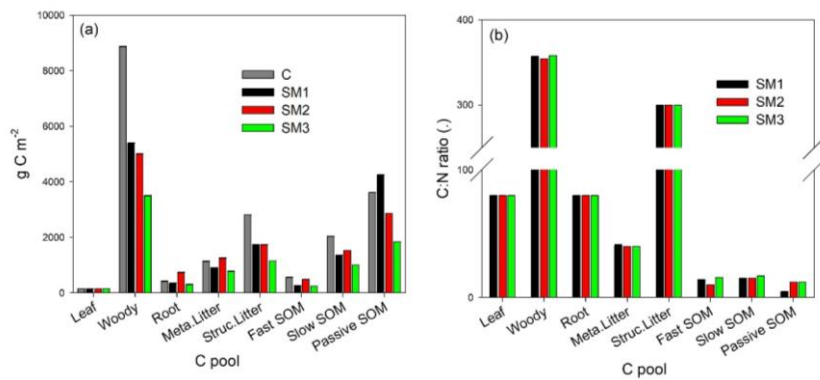 (a)
g C m⁻²
10000
8000
6000
4000
2000
0
C
SM1
SM2
SM3
Leaf
Woody
Root
Meta.Litter
Struc.Litter
Fast SOM
Slow SOM
Passive SOM
C pool
(b)
C:N ratio (.)
400
300
100
0
SM1
SM2
SM3
Leaf
Woody
Root
Meta.Litter
Struc.Litter
Fast SOM
Slow SOM
Passive SOM
C pool